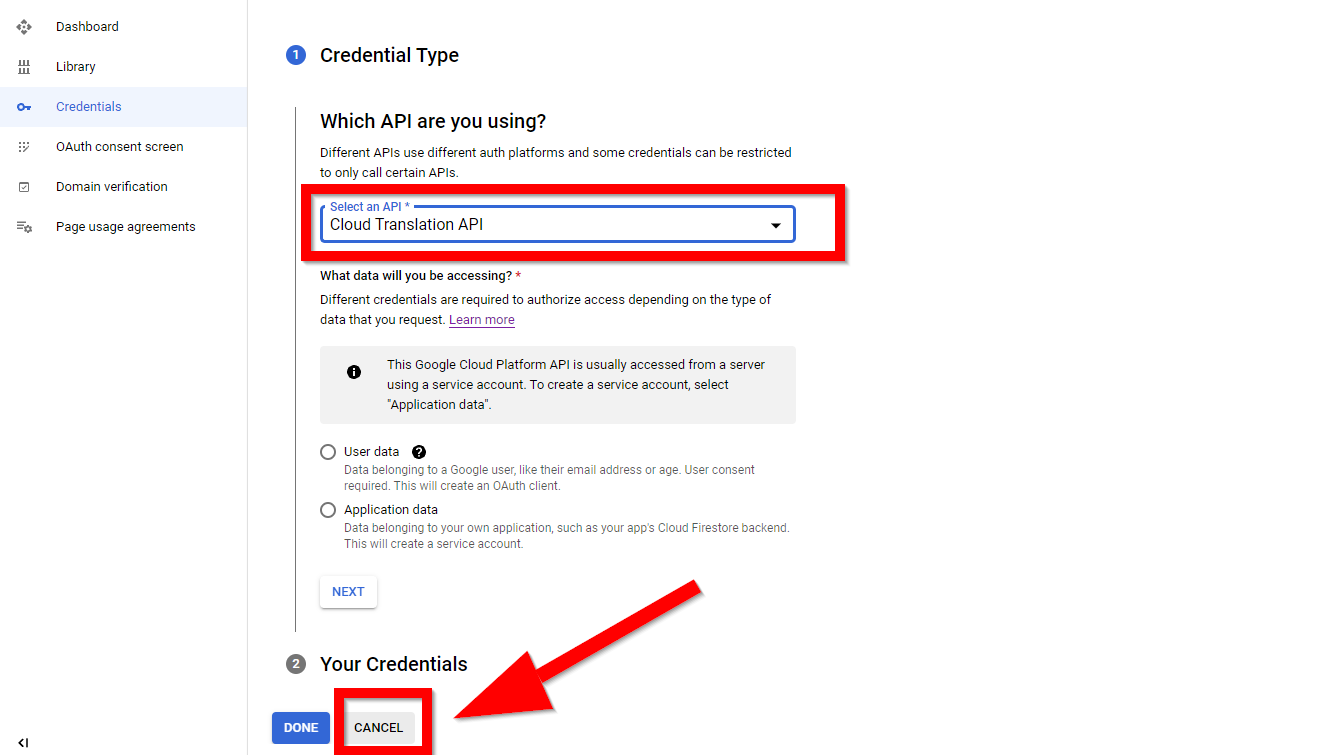 Dashboard
Library
Credentials
OAuth consent screen
Domain verification
Page usage agreements
1 Credential Type
Which API are you using?
Different APIs use different auth platforms and some credentials can be restricted
to only call certain APIs.
Select an API *
Cloud Translation API
What data will you be accessing? *
Different credentials are required to authorize access depending on the type of
data that you request. Learn more
This Google Cloud Platform API is usually accessed from a server
using a service account. To create a service account, select
"Application data".
User data
Data belonging to a Google user, like their email address or age. User consent
required. This will create an OAuth client.
Application data
Data belonging to your own application, such as your app's Cloud Firestore backend.
This will create a service account.
NEXT
2 Your Credentials
DONE CANCEL